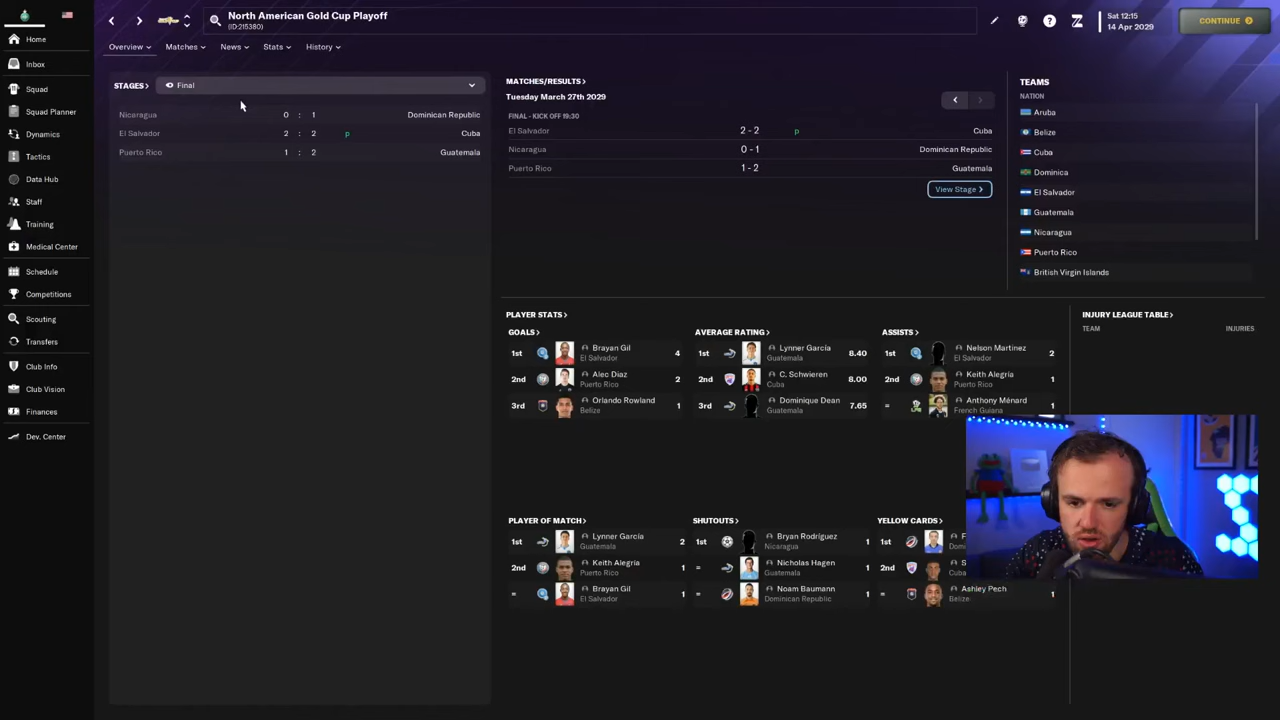 North American Gold Cup Playoff
(ID:215380)
Sat 12:15
14 Apr 2029
CONTINUE
Home
Inbox
Squad
Squad Planner
Dynamics
Tactics
Data Hub
Staff
Training
Medical Center
Schedule
Competitions
Scouting
Transfers
Club Info
Club Vision
Finances
Dev. Center
Overview
Matches
News
Stats
History
STAGES
Final
Nicaragua 0 : 1 Dominican Republic
El Salvador 2 : 2 p Cuba
Puerto Rico 1 : 2 Guatemala
MATCHES/RESULTS
Tuesday March 27th 2029
FINAL - KICK OFF 19:30
El Salvador 2 - 2 p Cuba
Nicaragua 0 - 1 Dominican Republic
Puerto Rico 1 - 2 Guatemala
View Stage
TEAMS
NATION
Aruba
Belize
Cuba
Dominica
El Salvador
Guatemala
Nicaragua
Puerto Rico
British Virgin Islands
PLAYER STATS
GOALS
1st Brayan Gil 4
El Salvador
2nd Alec Diaz 2
Puerto Rico
3rd Orlando Rowland 1
Belize
AVERAGE RATING
1st Lynner García 8.40
Guatemala
2nd C. Schwieren 8.00
Cuba
3rd Dominique Dean 7.65
Guatemala
ASSISTS
1st Nelson Martínez 2
El Salvador
2nd Keith Alegría 1
Puerto Rico
= Anthony Ménard 1
French Guiana
INJURY LEAGUE TABLE
TEAM INJURIES
PLAYER OF MATCH
1st Lynner García 2
Guatemala
2nd Keith Alegría 1
Puerto Rico
= Brayan Gil 1
El Salvador
SHUTOUTS
1st Bryan Rodríguez 1
Nicaragua
= Nicholas Hagen 1
Guatemala
= Noam Baumann 1
Dominican Republic
YELLOW CARDS
1st F
Domi
2nd S
Cuba
= Ashley Pech 1
Belize